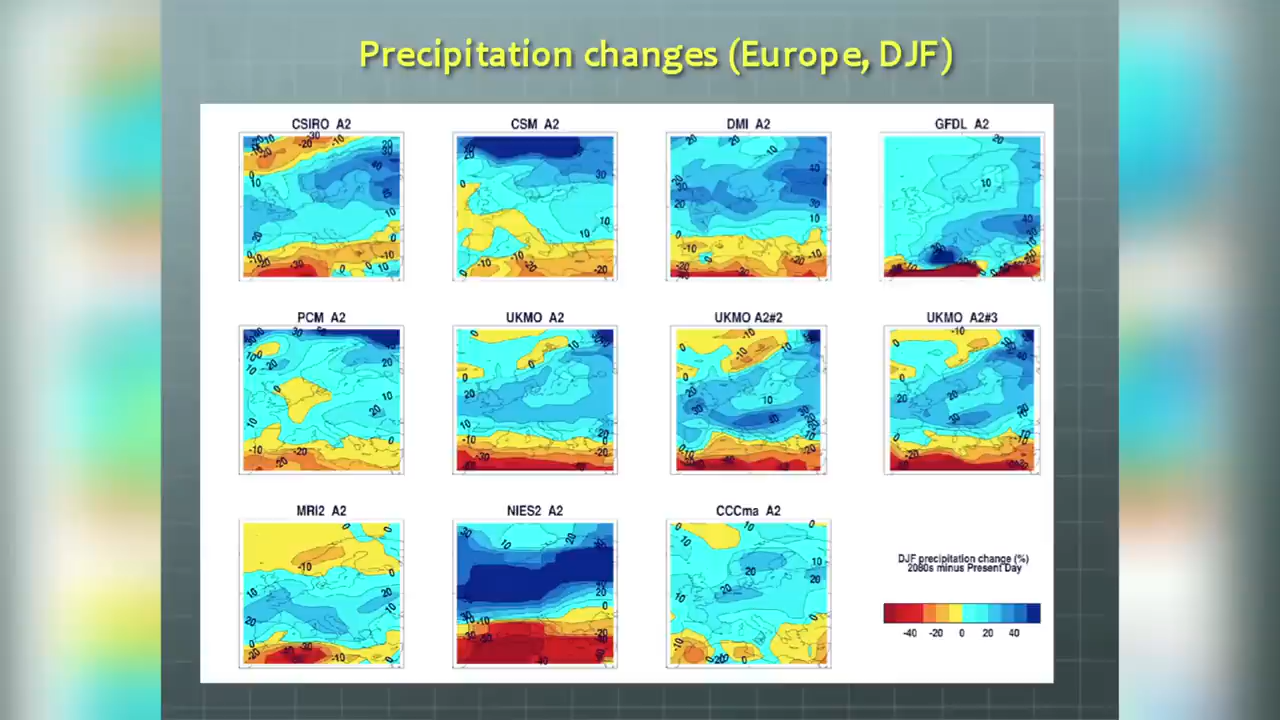 Precipitation changes (Europe, DJF)
CSIRO A2
CSM A2
DMI A2
GFDL A2
PCM A2
UKMO A2
UKMO A2#2
UKMO A2#3
MRI2 A2
NIES2 A2
CCCma A2
DJF precipitation change (%)
2080s minus Present Day
-40 -20 0 20 40